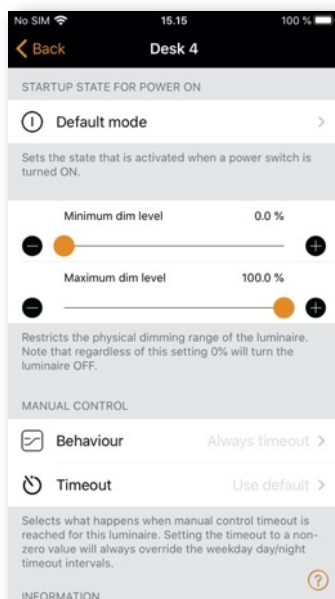 No SIM 15.15 100 %
Back Desk 4
STARTUP STATE FOR POWER ON
Default mode
Sets the state that is activated when a power switch is
turned ON.
Minimum dim level 0.0 %
Maximum dim level 100.0 %
Restricts the physical dimming range of the luminaire.
Note that regardless of this setting 0% will turn the
luminaire OFF.
MANUAL CONTROL
Behaviour Always timeout
Timeout Use default
Selects what happens when manual control timeout is
reached for this luminaire. Setting the timeout to a non-
zero value will always override the weekday day/night
timeout intervals.
?
INFORMATION